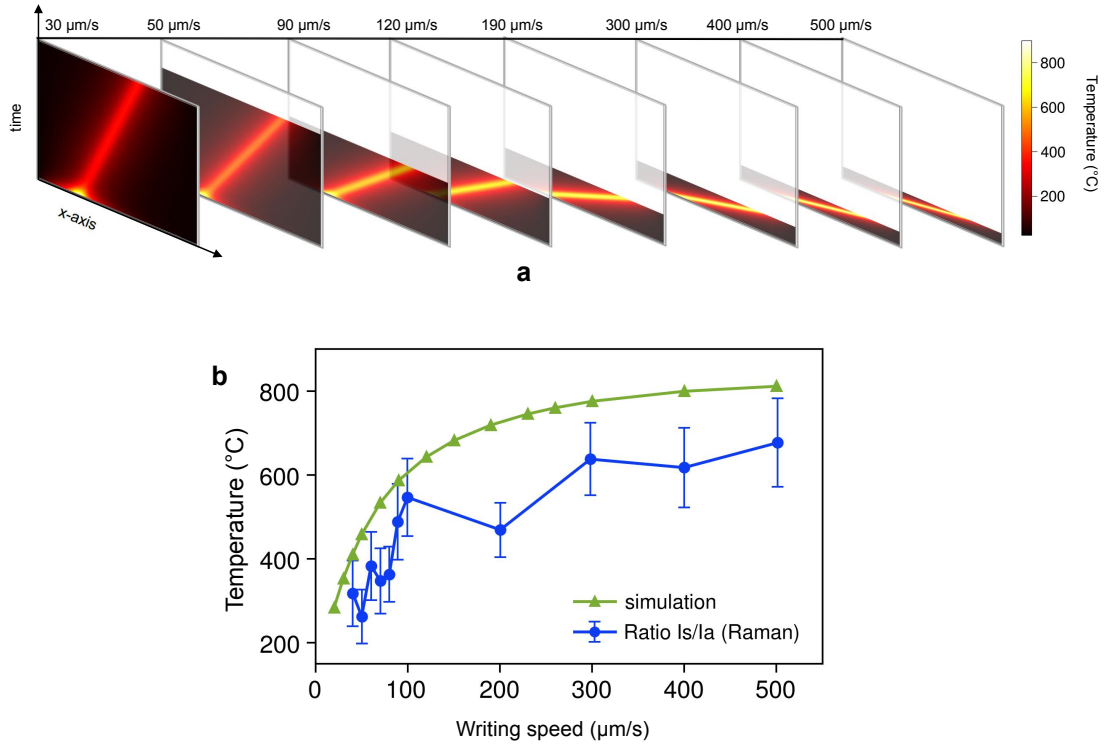 30 µm/s 50 µm/s 90 µm/s 120 µm/s 190 µm/s 300 µm/s 400 µm/s 500 µm/s
time
x-axis
800
600
400
200
Temperature (°C)
a
b
800
600
400
200
Temperature (°C)
simulation
Ratio Is/Ia (Raman)
0 100 200 300 400 500
Writing speed (µm/s)